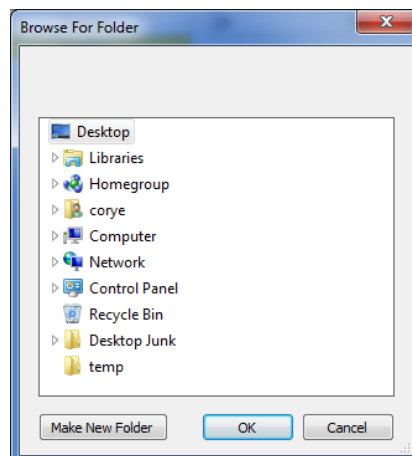 Browse For Folder
Desktop
Libraries
Homegroup
corye
Computer
Network
Control Panel
Recycle Bin
Desktop Junk
temp
Make New Folder OK Cancel